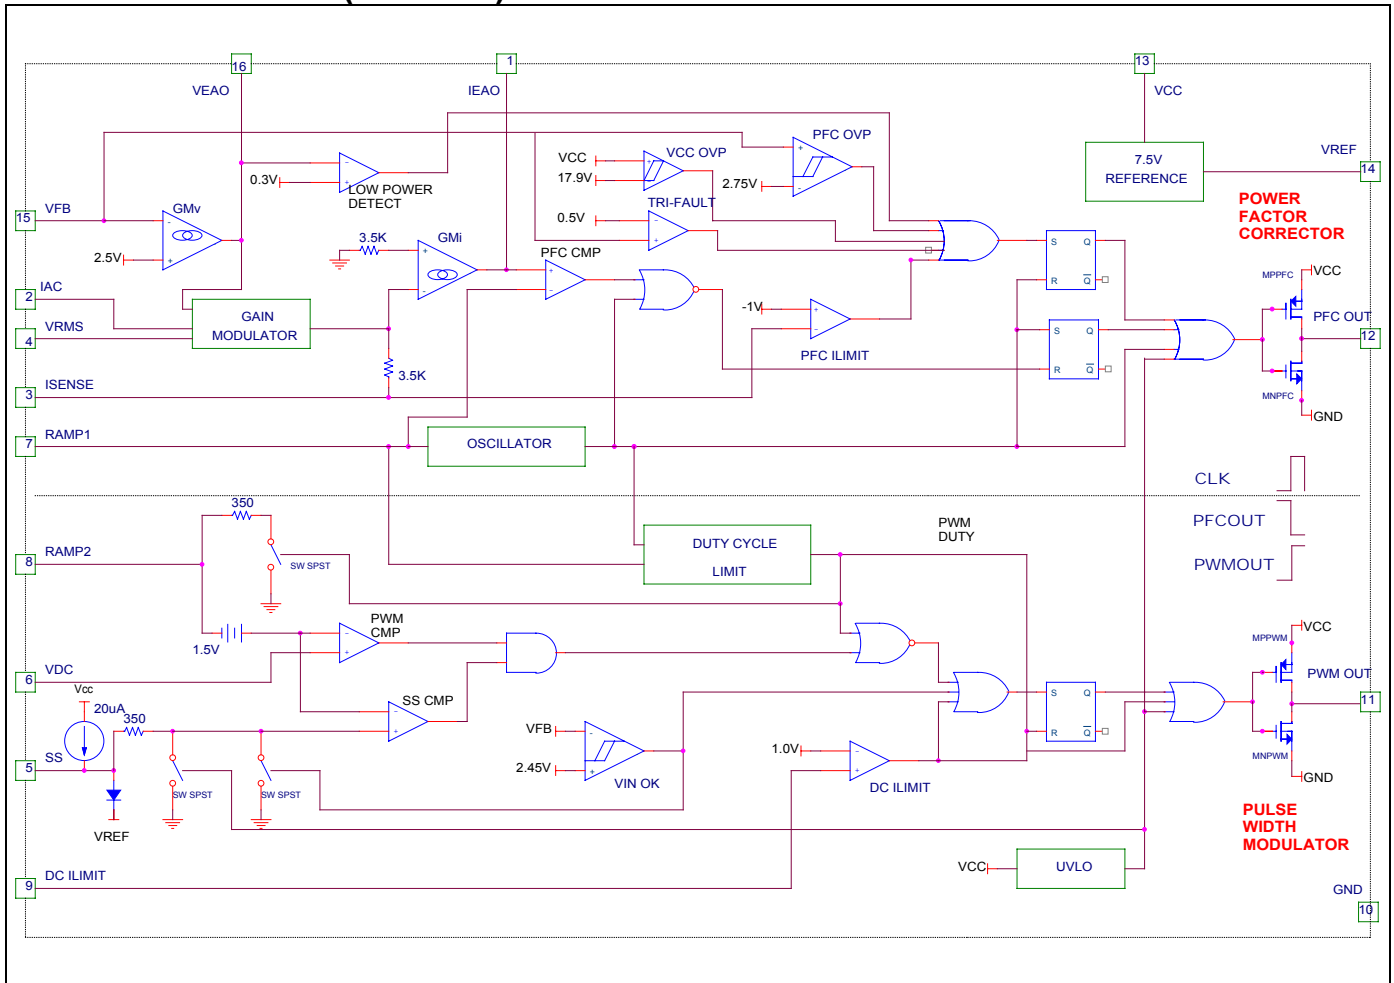 16
1
13
VEAO
IEAO
VCC
PFC OVP
VCC OVP
VCC
17.9V
2.75V
0.3V
LOW POWER
DETECT
TRI-FAULT
0.5V
7.5V
REFERENCE
VREF
14
POWER
FACTOR
CORRECTOR
15
VFB
GMv
2.5V
3.5K
GMi
PFC CMP
S
Q
R
Q
2
IAC
VRMS
4
GAIN
MODULATOR
-1V
PFC ILIMIT
S
Q
R
Q
MPPFC
VCC
PFC OUT
12
MNPFC
GND
3.5K
3
ISENSE
7
RAMP1
OSCILLATOR
CLK
PFCOUT
PWMOUT
350
SW SPST
8
RAMP2
DUTY CYCLE
LIMIT
PWM
DUTY
1.5V
PWM
CMP
6
VDC
Vcc
20uA
350
SS
5
SS CMP
SW SPST
SW SPST
VREF
VFB
2.45V
VIN OK
1.0V
DC ILIMIT
S
Q
R
Q
MPPWM
VCC
PWM OUT
11
MNPWM
GND
PULSE
WIDTH
MODULATOR
VCC
UVLO
9
DC ILIMIT
GND
10